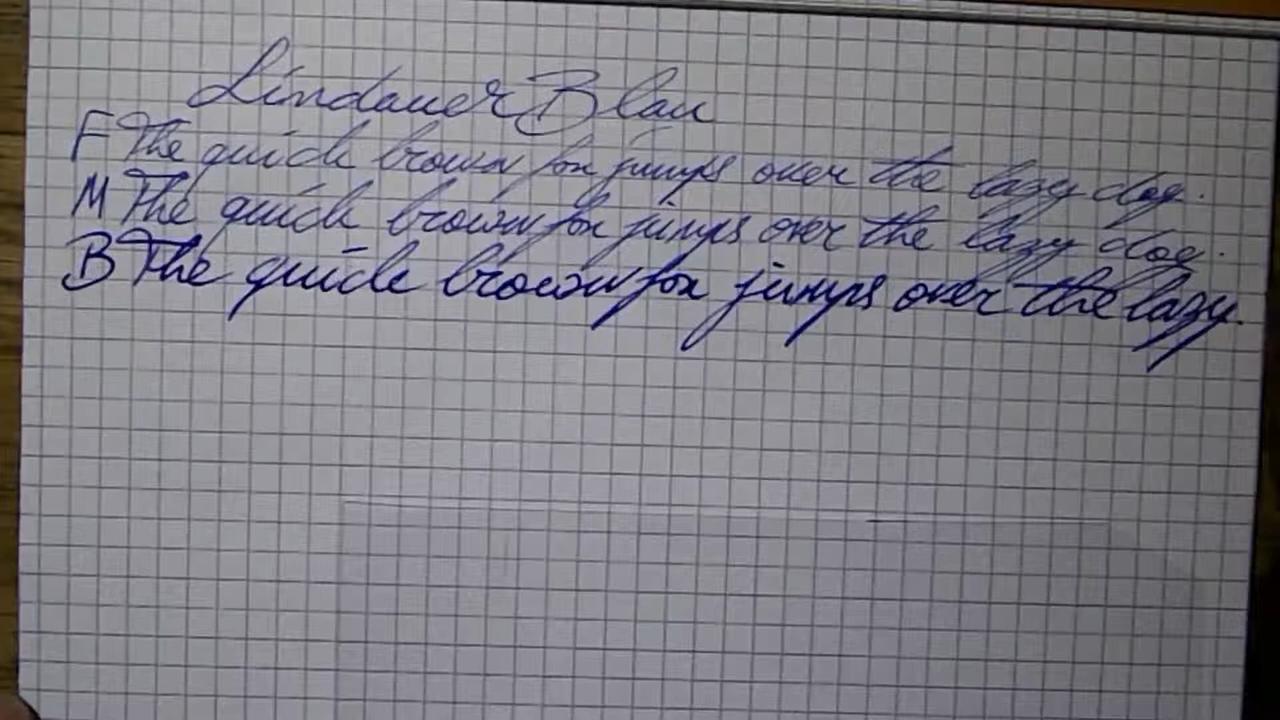 Lindauer Blau
F The quick brown fox jumps over the lazy dog.
M The quick brown fox jumps over the lazy dog.
B The quick brown fox jumps over the lazy.